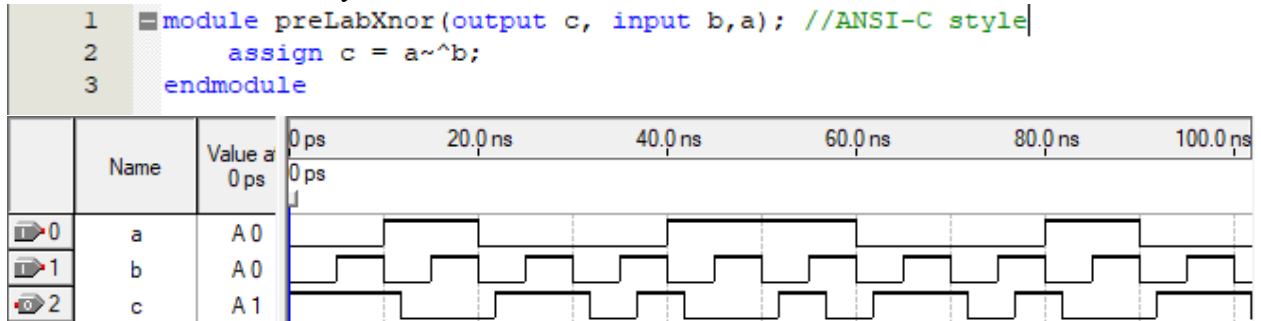 1 module preLabXnor(output c, input b,a); //ANSI-C style
2 assign c = a~^b;
3 endmodule
Name Value a 0 ps 0 ps 20.0 ns 40.0 ns 60.0 ns 80.0 ns 100.0 ns
0 ps
0 a A 0
1 b A 0
2 c A 1